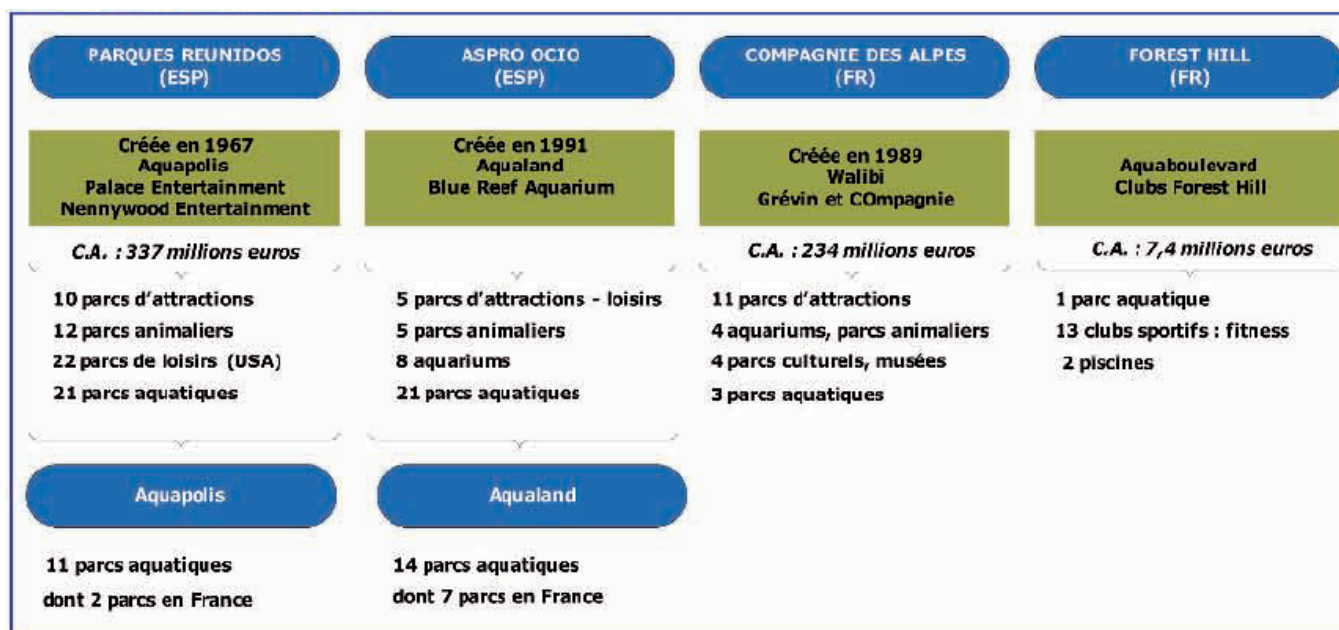 PARQUES REUNIDOS
(ESP)
Créée en 1967
Aquapolis
Palace Entertainment
Nennywood Entertainment
C.A. : 337 millions euros
10 parcs d'attractions
12 parcs animaliers
22 parcs de loisirs (USA)
21 parcs aquatiques
Aquapolis
11 parcs aquatiques
dont 2 parcs en France
ASPRO OCIO
(ESP)
Créée en 1991
Aqualand
Blue Reef Aquarium
5 parcs d'attractions – loisirs
5 parcs animaliers
8 aquariums
21 parcs aquatiques
Aqualand
14 parcs aquatiques
dont 7 parcs en France
COMPAGNIE DES ALPES
(FR)
Créée en 1989
Walibi
Grévin et COmpagnie
C.A. : 234 millions euros
11 parcs d'attractions
4 aquariums, parcs animaliers
4 parcs culturels, musées
3 parcs aquatiques
FOREST HILL
(FR)
Aquaboulevard
Clubs Forest Hill
C.A. : 7,4 millions euros
1 parc aquatique
13 clubs sportifs : fitness
2 piscines